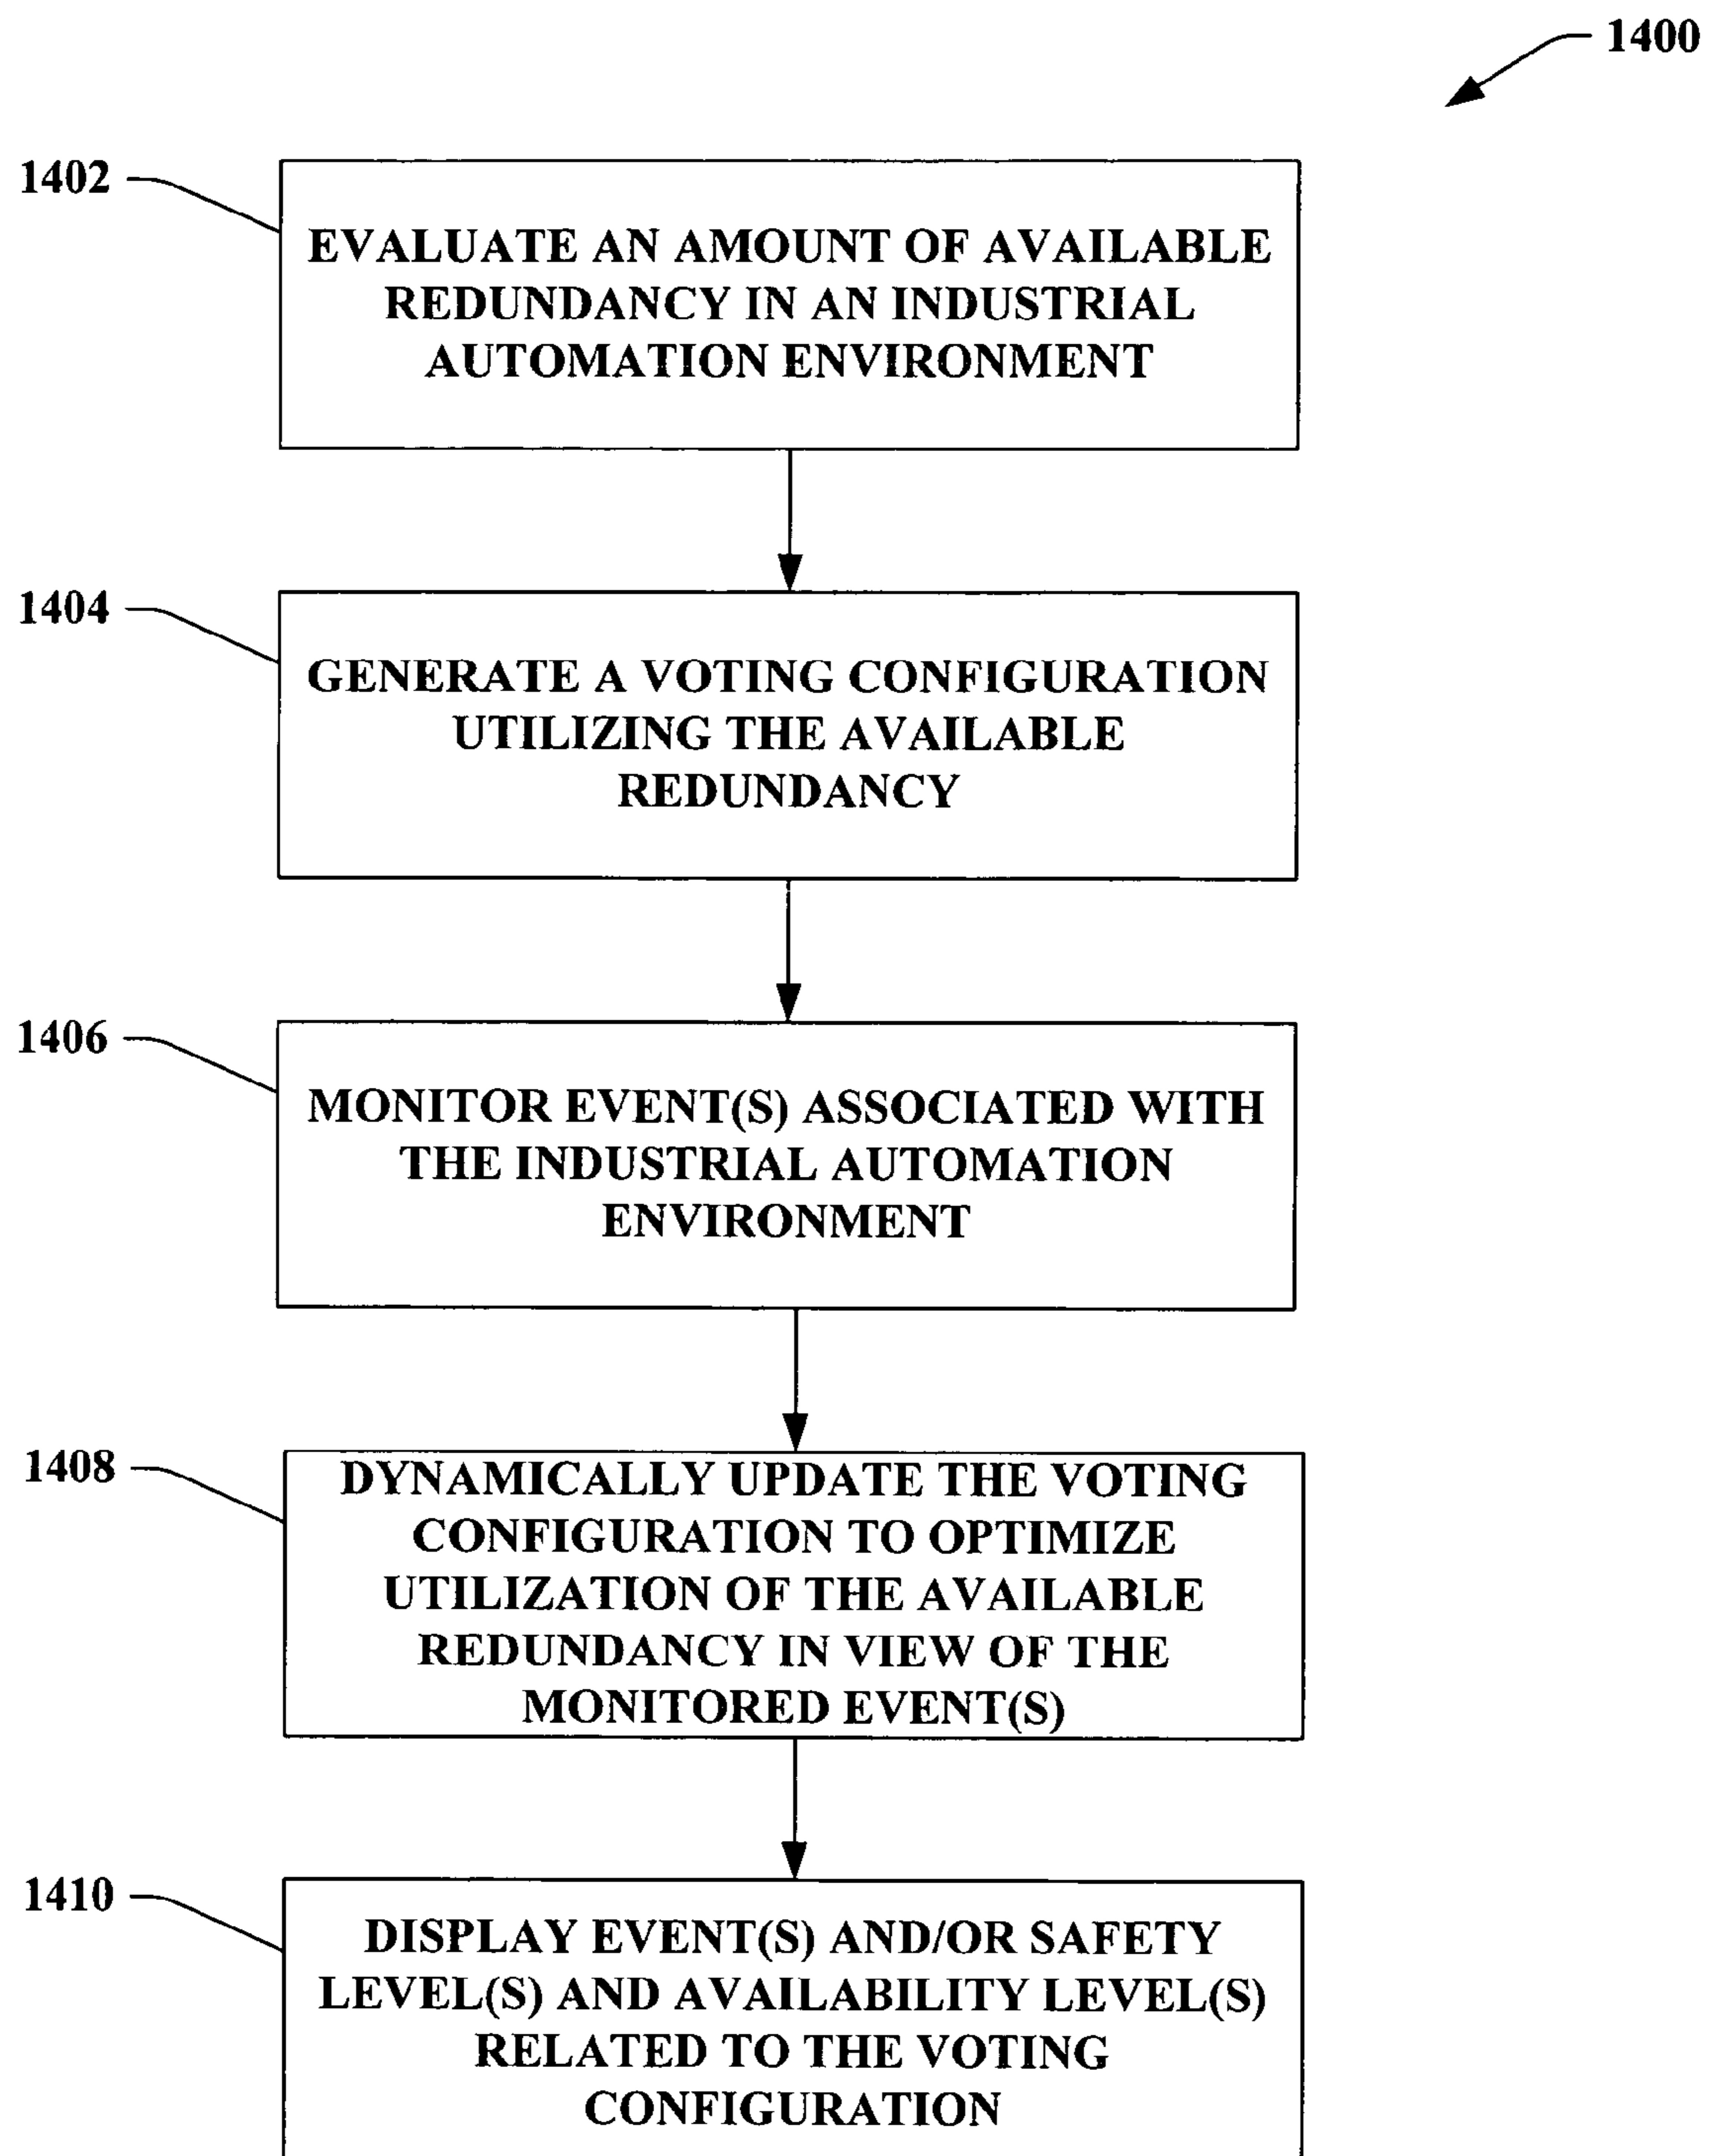 1400
1402
EVALUATE AN AMOUNT OF AVAILABLE
REDUNDANCY IN AN INDUSTRIAL
AUTOMATION ENVIRONMENT
1404
GENERATE A VOTING CONFIGURATION
UTILIZING THE AVAILABLE
REDUNDANCY
1406
MONITOR EVENT(S) ASSOCIATED WITH
THE INDUSTRIAL AUTOMATION
ENVIRONMENT
1408
DYNAMICALLY UPDATE THE VOTING
CONFIGURATION TO OPTIMIZE
UTILIZATION OF THE AVAILABLE
REDUNDANCY IN VIEW OF THE
MONITORED EVENT(S)
1410
DISPLAY EVENT(S) AND/OR SAFETY
LEVEL(S) AND AVAILABILITY LEVEL(S)
RELATED TO THE VOTING
CONFIGURATION